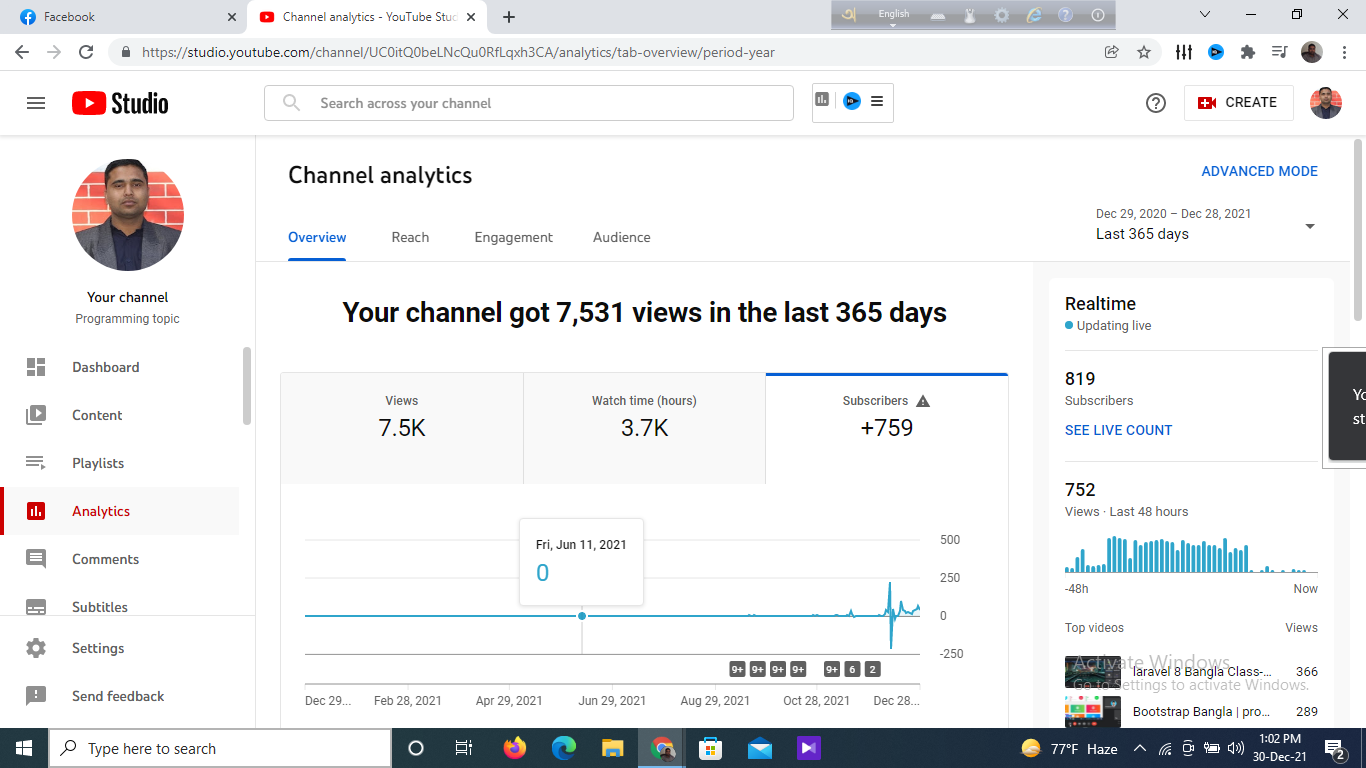 Facebook
Channel analytics - YouTube Stud
English
https://studio.youtube.com/channel/UC0itQ0beLNcQu0RfLqxh3CA/analytics/tab-overview/period-year
Studio
Search across your channel
CREATE
Your channel
Programming topic
Dashboard
Content
Playlists
Analytics
Comments
Subtitles
Settings
Send feedback
Channel analytics
ADVANCED MODE
Overview
Reach
Engagement
Audience
Dec 29, 2020 – Dec 28, 2021
Last 365 days
Your channel got 7,531 views in the last 365 days
Views
7.5K
Watch time (hours)
3.7K
Subscribers
+759
Fri, Jun 11, 2021
0
500
250
0
-250
9+ 9+ 9+ 9+ 9+ 6 2
Dec 29... Feb 28, 2021 Apr 29, 2021 Jun 29, 2021 Aug 29, 2021 Oct 28, 2021 Dec 28...
Realtime
Updating live
819
Subscribers
SEE LIVE COUNT
752
Views · Last 48 hours
-48h Now
Top videos Views
laravel 8 Bangla Class-... 366
Bootstrap Bangla | pro... 289
Yo
st
Activate Windows
Go to Settings to activate Windows.
Type here to search
77°F Haze
1:02 PM
30-Dec-21
2